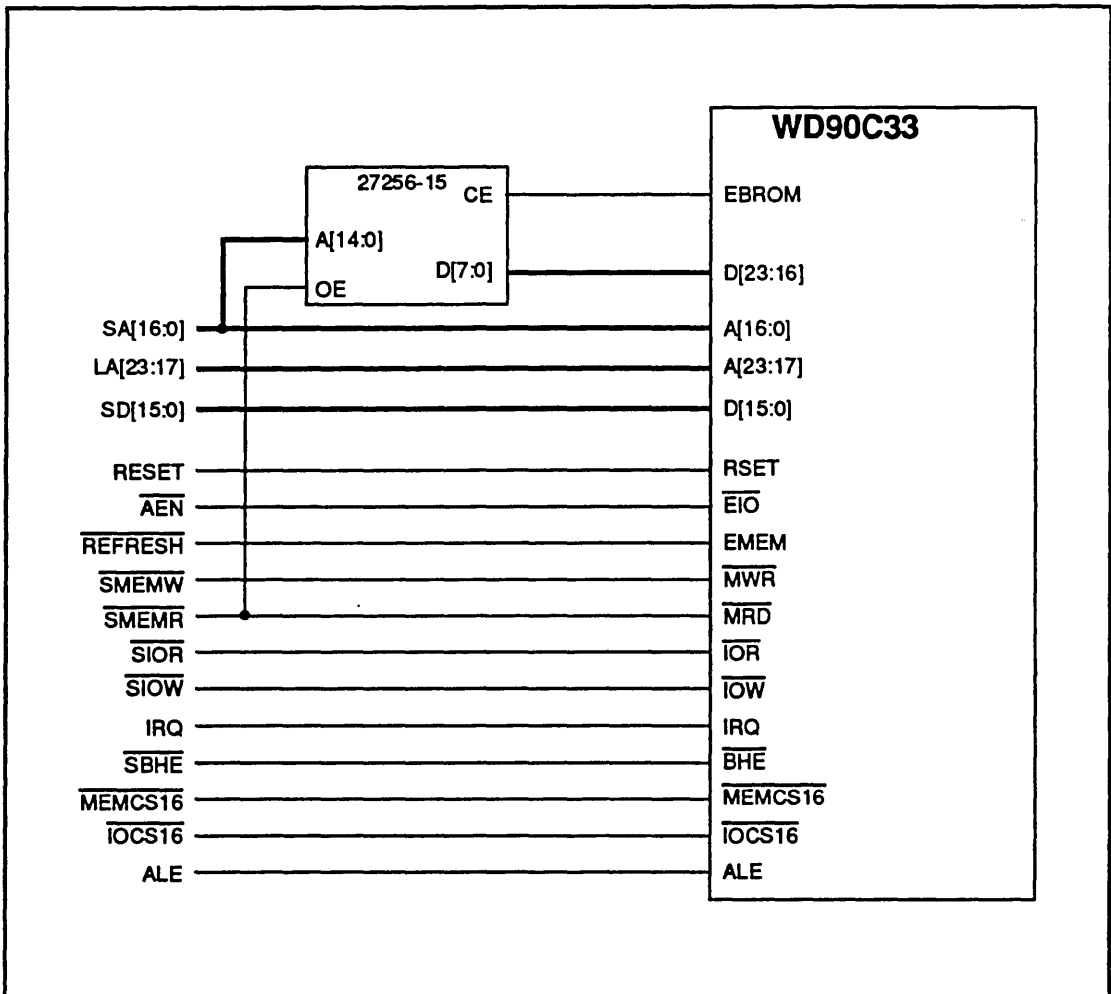 WD90C33
27256-15 CE EBROM
A[14:0]
D[7:0] D[23:16]
OE
SA[16:0] A[16:0]
LA[23:17] A[23:17]
SD[15:0] D[15:0]
RESET RSET
AEN EIO
REFRESH EMEM
SMEMW MWR
SMEMR MRD
SIOR IOR
SIOW IOW
IRQ IRQ
SBHE BHE
MEMCS16 MEMCS16
IOCS16 IOCS16
ALE ALE